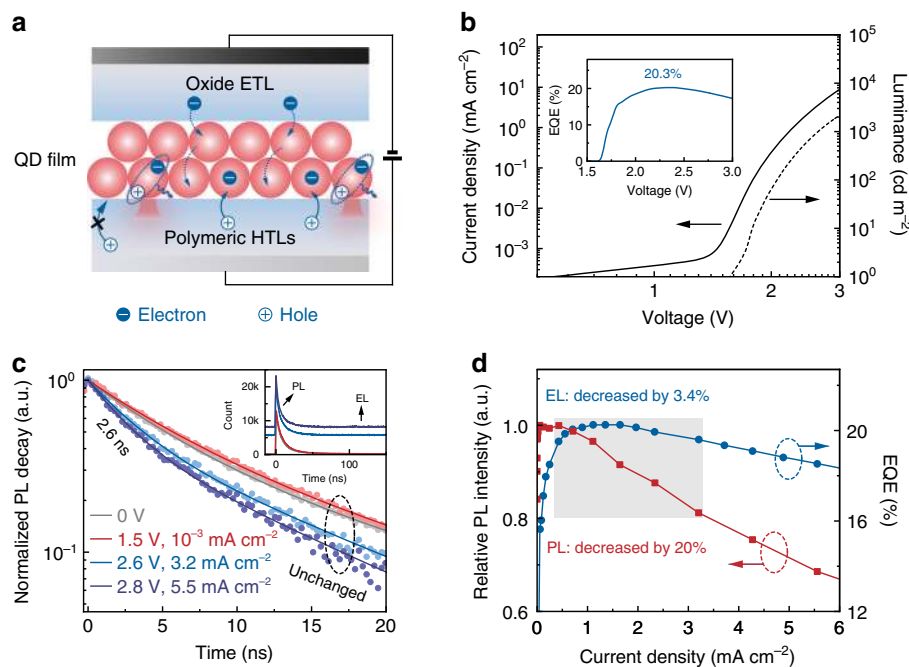 a
Oxide ETL
QD film
Polymeric HTLs
Electron
Hole
b
Current density (mA cm⁻²)
10²
10¹
10⁰
10⁻¹
10⁻²
10⁻³
20.3%
EQE (%)
20
10
0
1.5 2.0 2.5 3.0
Voltage (V)
10⁵
10⁴
10³
10²
10¹
10⁰
Luminance (cd m⁻²)
1 2 3
Voltage (V)
c
Normalized PL decay (a.u.)
10⁰
10⁻¹
2.6 ns
0 V
1.5 V, 10⁻³ mA cm⁻²
2.6 V, 3.2 mA cm⁻²
2.8 V, 5.5 mA cm⁻²
Unchanged
Count
20k
10k
0
PL
EL
0 100
Time (ns)
0 5 10 15 20
Time (ns)
d
Relative PL intensity (a.u.)
1.0
0.8
0.6
EL: decreased by 3.4%
PL: decreased by 20%
20
16
12
EQE (%)
0 1 2 3 4 5 6
Current density (mA cm⁻²)